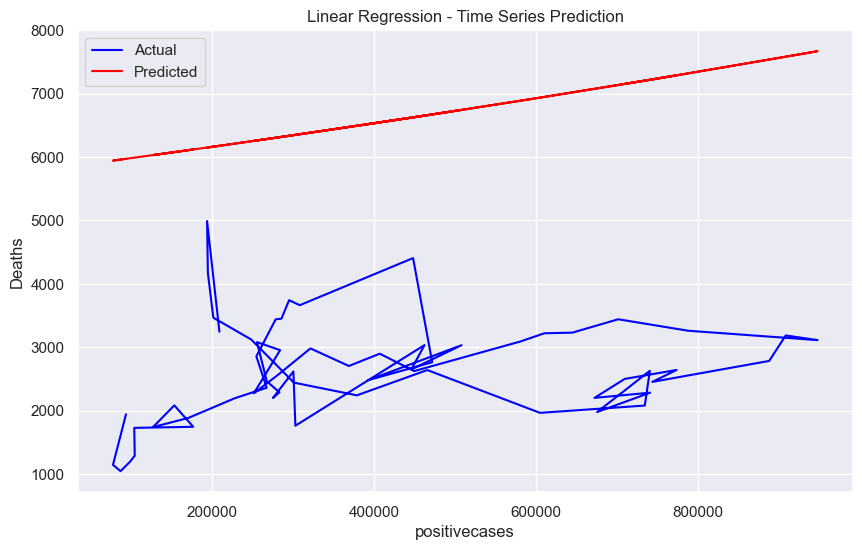 Linear Regression - Time Series Prediction
8000
Actual
Predicted
7000
6000
5000
Deaths
4000
3000
2000
1000
200000 400000 600000 800000
positivecases